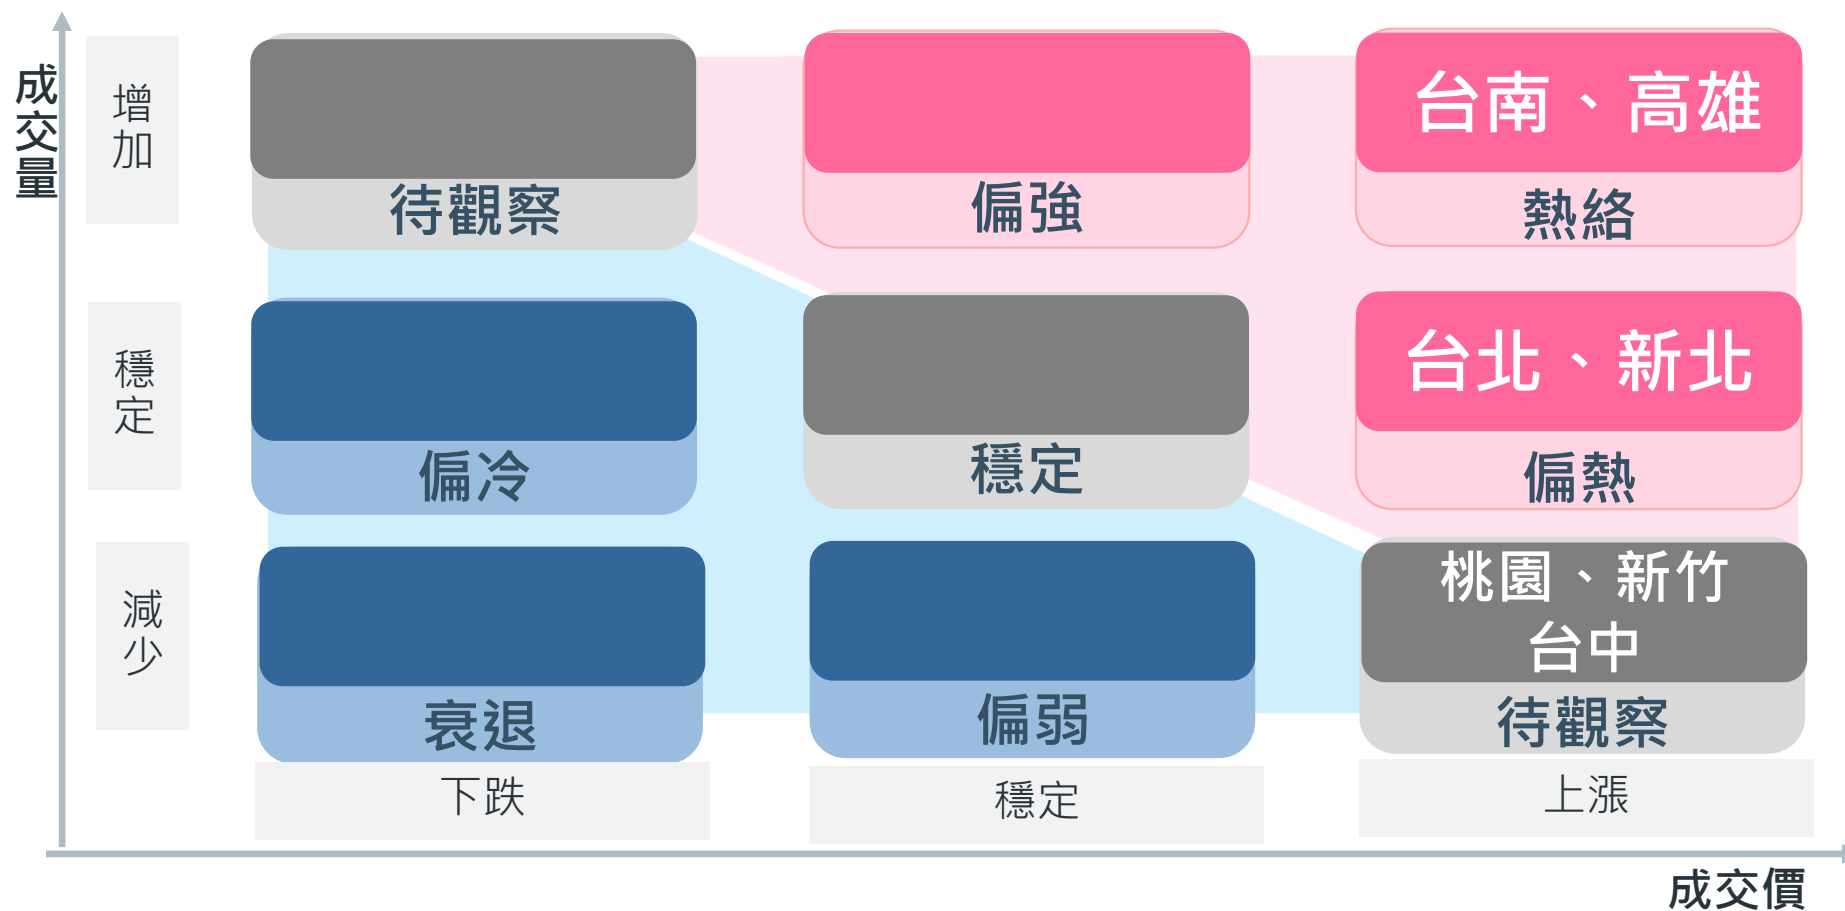 成交量
增加
台南、高雄
待觀察
偏強
熱絡
穩定
台北、新北
偏冷
穩定
偏熱
減少
桃園、新竹
台中
衰退
偏弱
待觀察
下跌
穩定
上漲
成交價